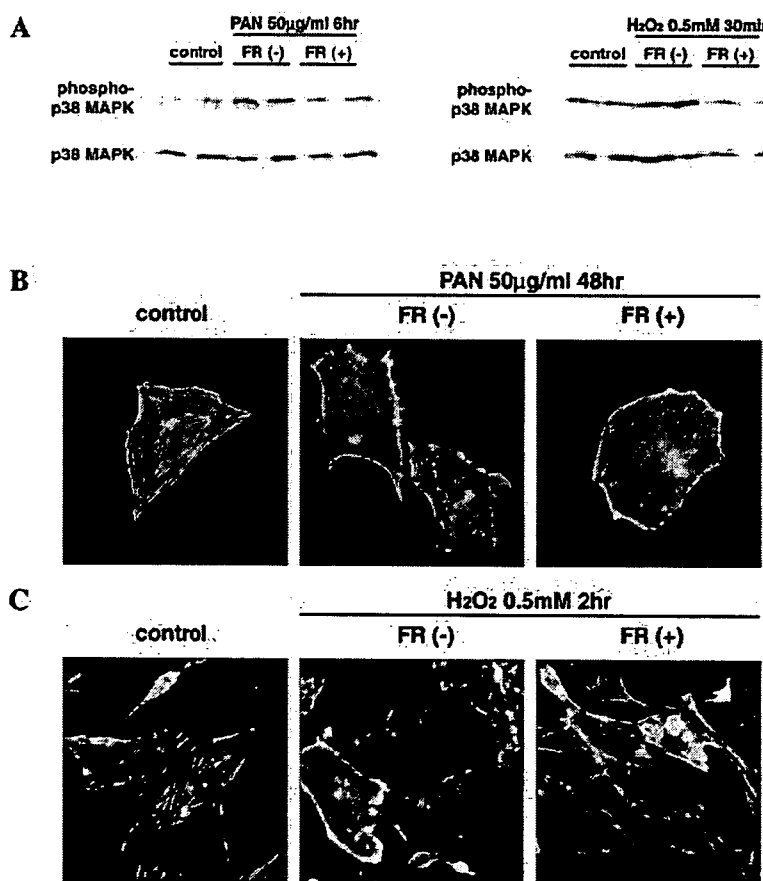 A
PAN 50µg/ml 6hr
control FR (-) FR (+)
phospho-
p38 MAPK
p38 MAPK
H2O2 0.5mM 30min
control FR (-) FR (+)
phospho-
p38 MAPK
p38 MAPK
B
PAN 50µg/ml 48hr
control FR (-) FR (+)
C
H2O2 0.5mM 2hr
control FR (-) FR (+)